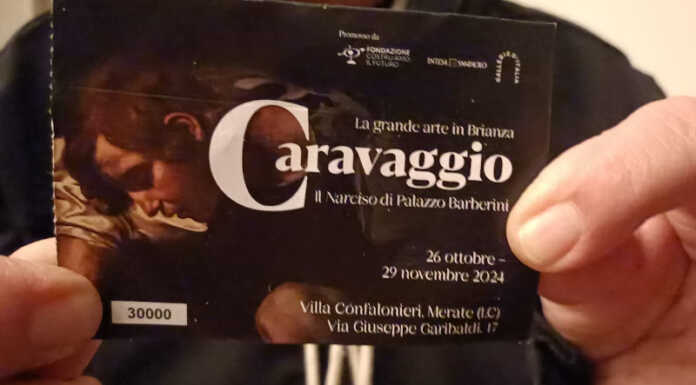 Promosso da
FONDAZIONE
COSTRUIAMO
IL FUTURO
INTESA SANPAOLO
La grande arte in Brianza
Caravaggio
Il Narciso di Palazzo Barberini
26 ottobre –
29 novembre 2024
30000
Villa Confalonieri, Merate (LC)
Via Giuseppe Garibaldi, 17